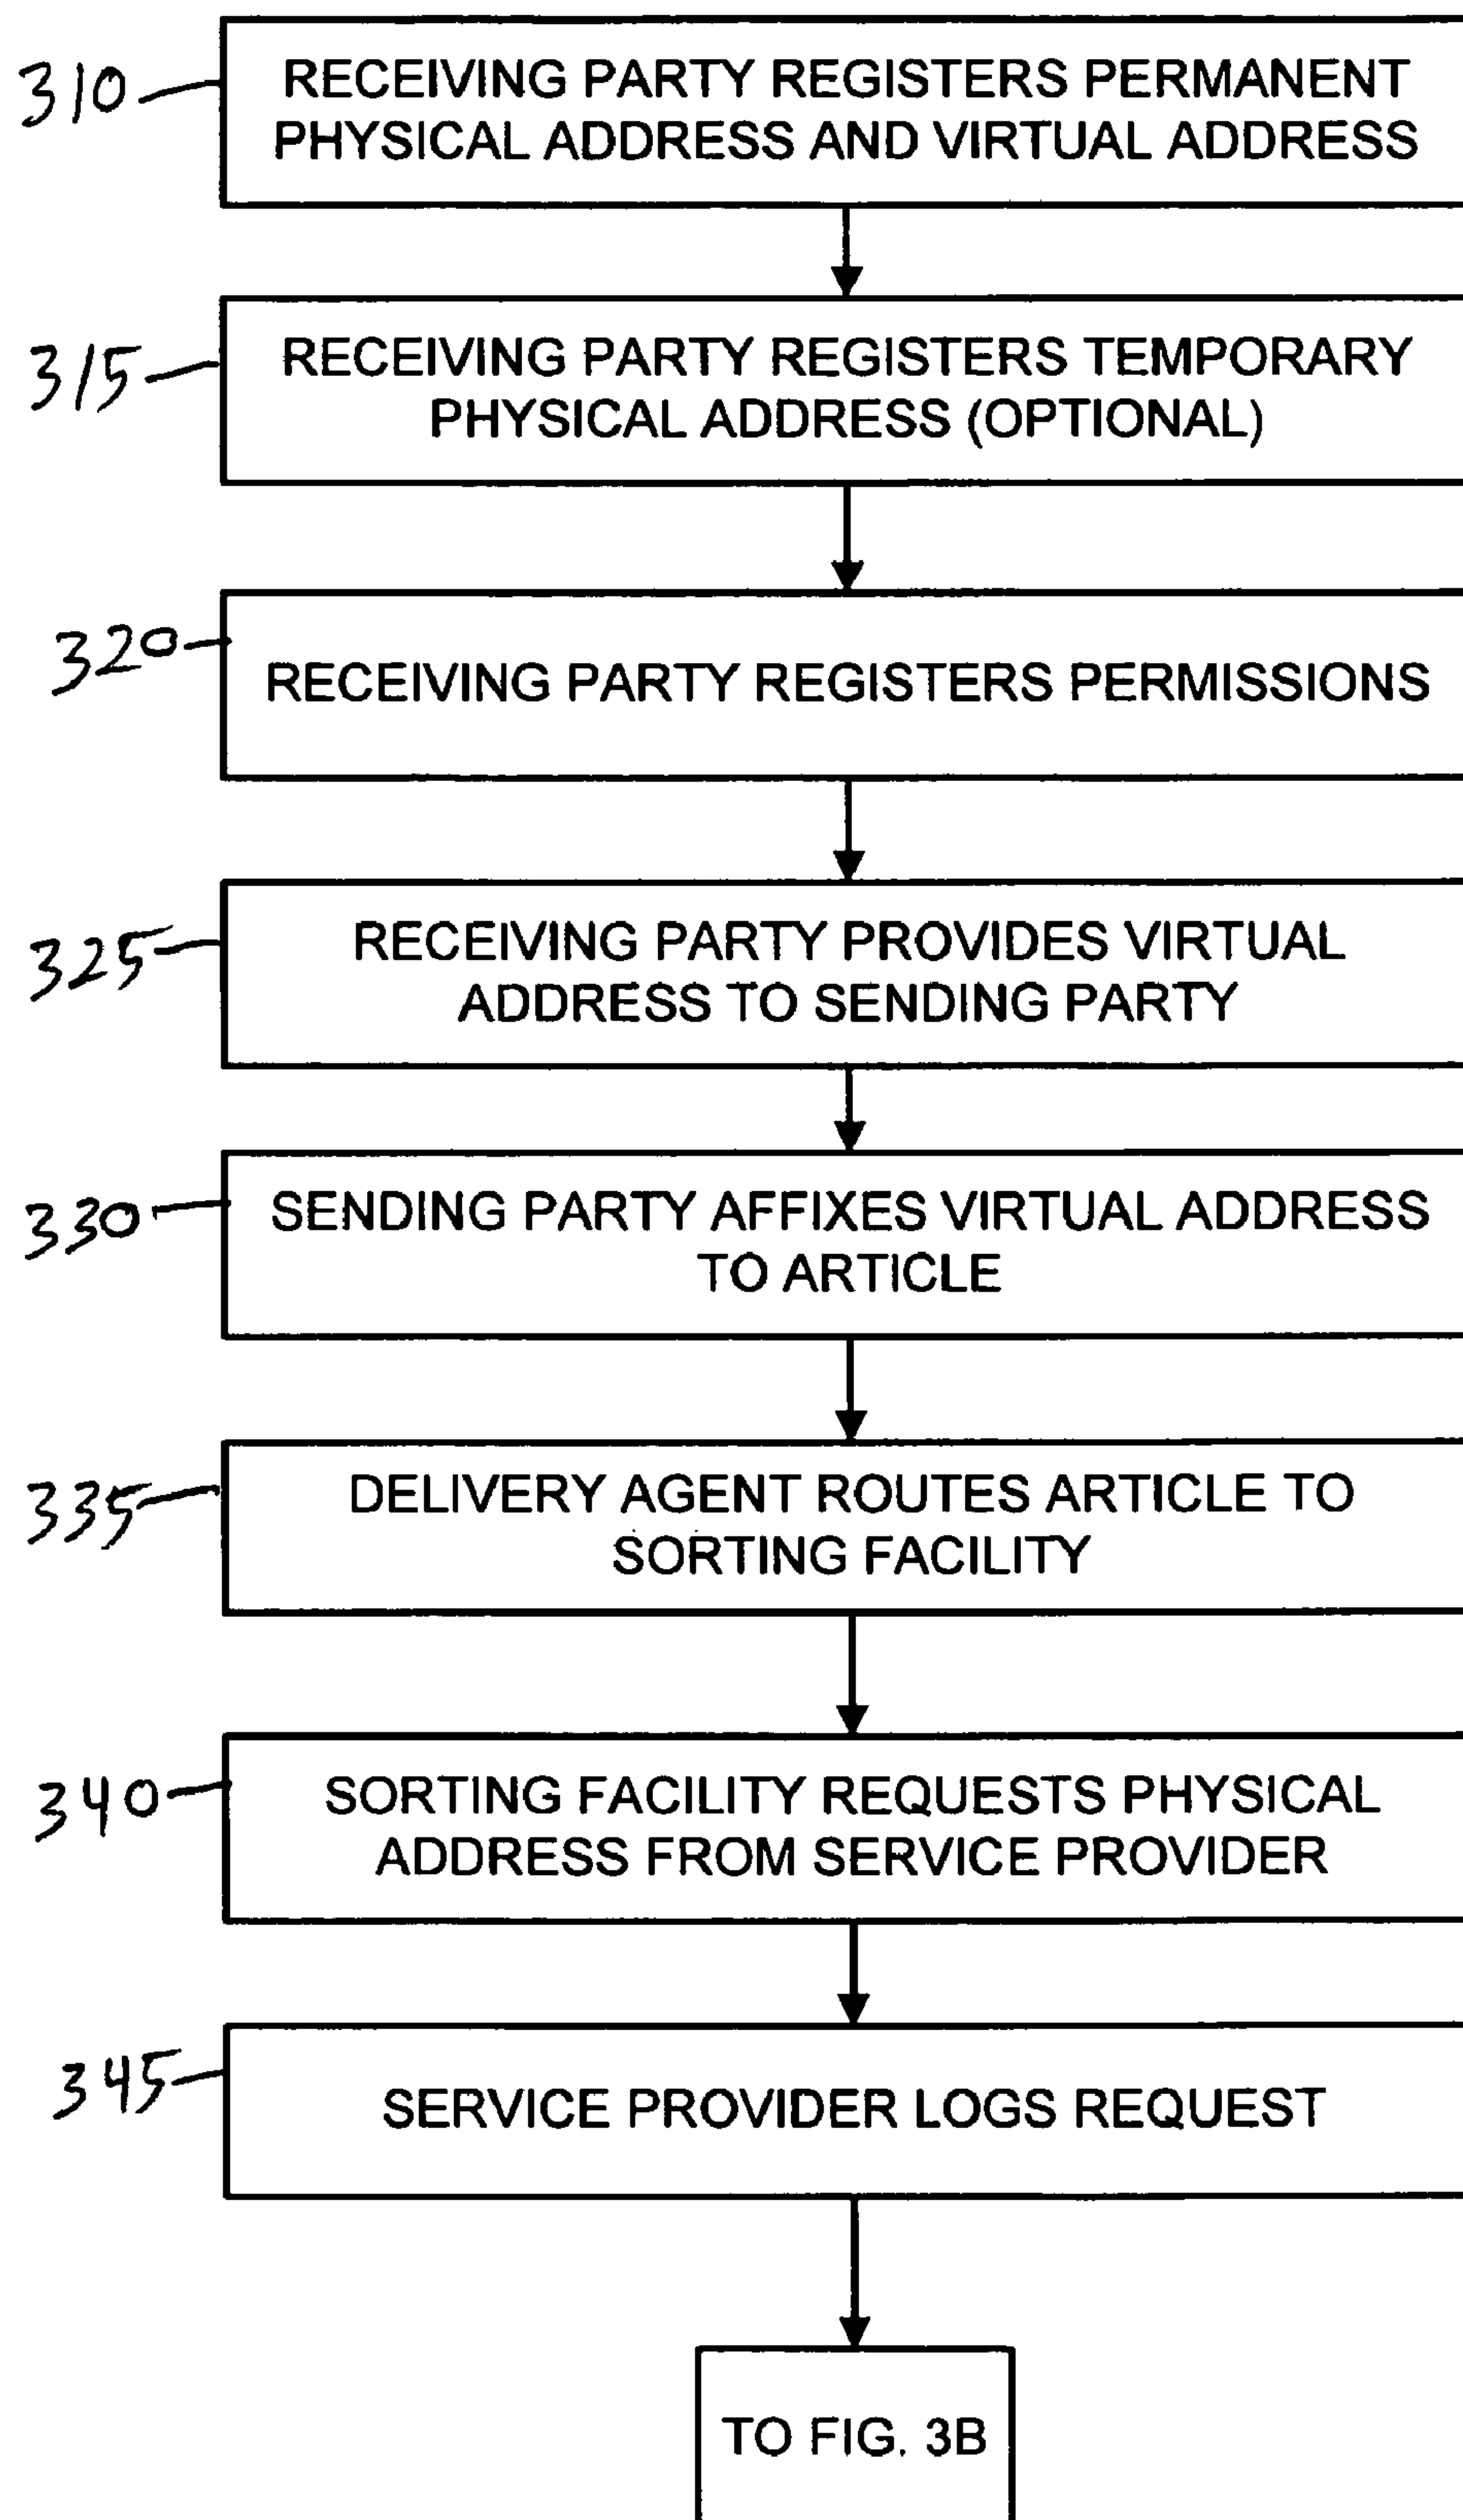 310
RECEIVING PARTY REGISTERS PERMANENT
PHYSICAL ADDRESS AND VIRTUAL ADDRESS
315
RECEIVING PARTY REGISTERS TEMPORARY
PHYSICAL ADDRESS (OPTIONAL)
320
RECEIVING PARTY REGISTERS PERMISSIONS
325
RECEIVING PARTY PROVIDES VIRTUAL
ADDRESS TO SENDING PARTY
330
SENDING PARTY AFFIXES VIRTUAL ADDRESS
TO ARTICLE
335
DELIVERY AGENT ROUTES ARTICLE TO
SORTING FACILITY
340
SORTING FACILITY REQUESTS PHYSICAL
ADDRESS FROM SERVICE PROVIDER
345
SERVICE PROVIDER LOGS REQUEST
TO FIG. 3B